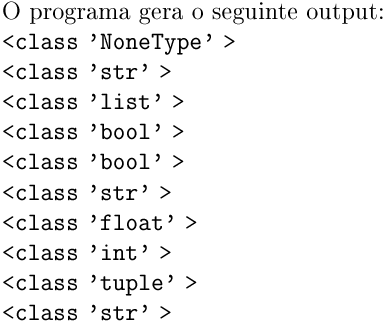 O programa gera o seguinte output:
<class ’NoneType’ >
<class ’str’ >
<class ’list’ >
<class ’bool’ >
<class ’bool’ >
<class ’str’ >
<class ’float’ >
<class ’int’ >
<class ’tuple’ >
<class ’str’ >